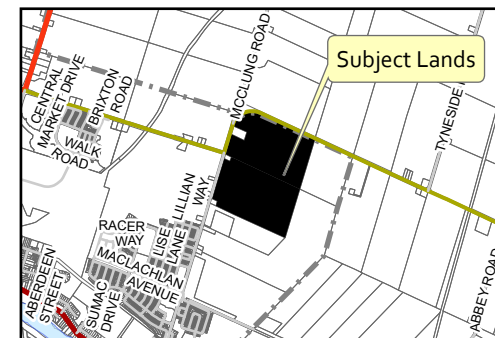 MCCLUNG ROAD
Subject Lands
CENTRAL
MARKET DRIVE
BRIXTON
ROAD
WALK
ROAD
TYNESIDE
LILLIAN
WAY
LISE
LANE
RACER
WAY
MACLACHLAN
AVENUE
ABERDEEN
STREET
SUMAC
DRIVE
ABBEY ROAD